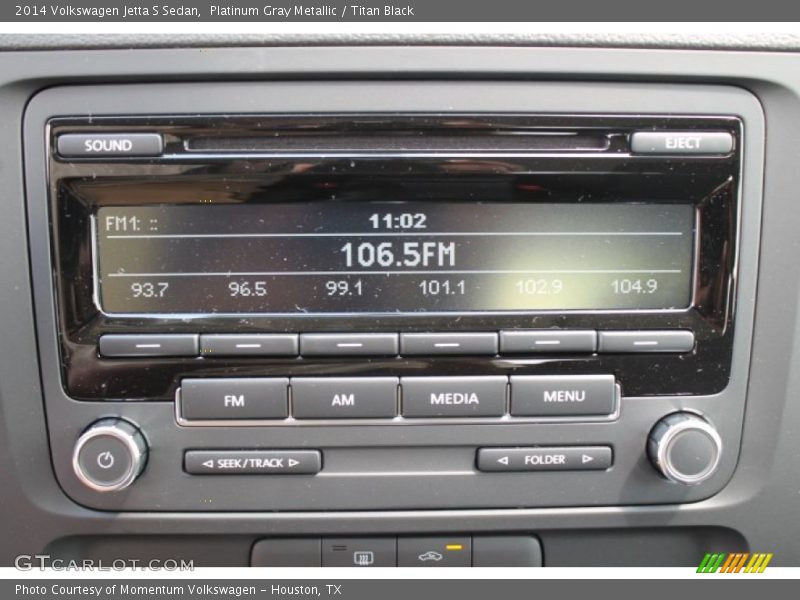 2014 Volkswagen Jetta S Sedan,  Platinum Gray Metallic / Titan Black
SOUND
EJECT
FM1: ::
11:02
106.5FM
93.7 96.5 99.1 101.1 102.9 104.9
FM AM MEDIA MENU
◁ SEEK/TRACK ▷
◁ FOLDER ▷
GTCARLOT.COM
Photo Courtesy of Momentum Volkswagen - Houston, TX